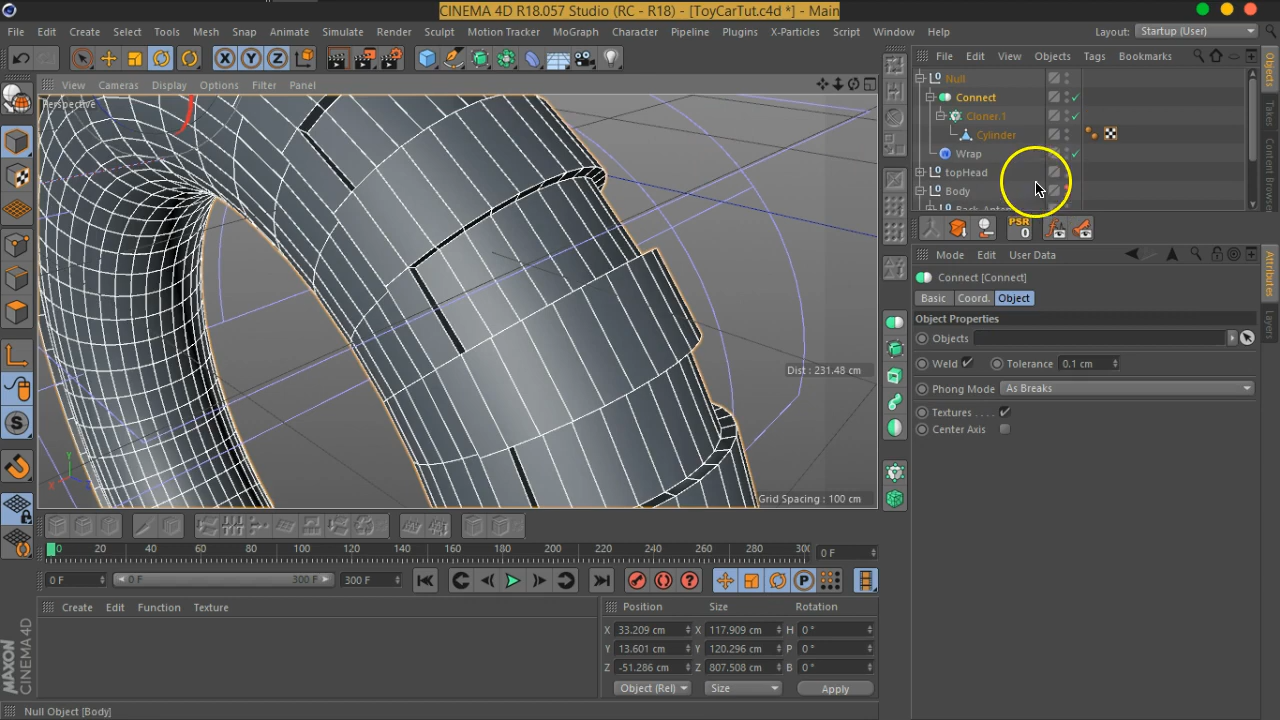 CINEMA 4D R18.057 Studio (RC - R18) - [ToyCarTut.c4d *] - Main
File Edit Create Select Tools Mesh Snap Animate Simulate Render Sculpt Motion Tracker MoGraph Character Pipeline Plugins X-Particles Script Window Help Layout: Startup (User)
View Cameras Display Options Filter Panel
Perspective
Dist : 231.48 cm
Grid Spacing : 100 cm
File Edit View Objects Tags Bookmarks
Null
Connect
Cloner.1
Cylinder
Wrap
topHead
Body
Objects
Takes
Content Browser
PSR
0
Mode Edit User Data
Connect [Connect]
Basic Coord. Object
Object Properties
Objects
Weld Tolerance 0.1 cm
Phong Mode As Breaks
Textures . . . .
Center Axis
Attributes
Layers
0 20 40 60 80 100 120 140 160 180 200 220 240 260 280 0 F
0 F 0 F 300 F 300 F
Create Edit Function Texture
Position Size Rotation
X 33.209 cm X 117.909 cm H 0 °
Y 13.601 cm Y 120.296 cm P 0 °
Z -51.286 cm Z 807.508 cm B 0 °
Object (Rel) Size Apply
MAXON
CINEMA 4D
Null Object [Body]